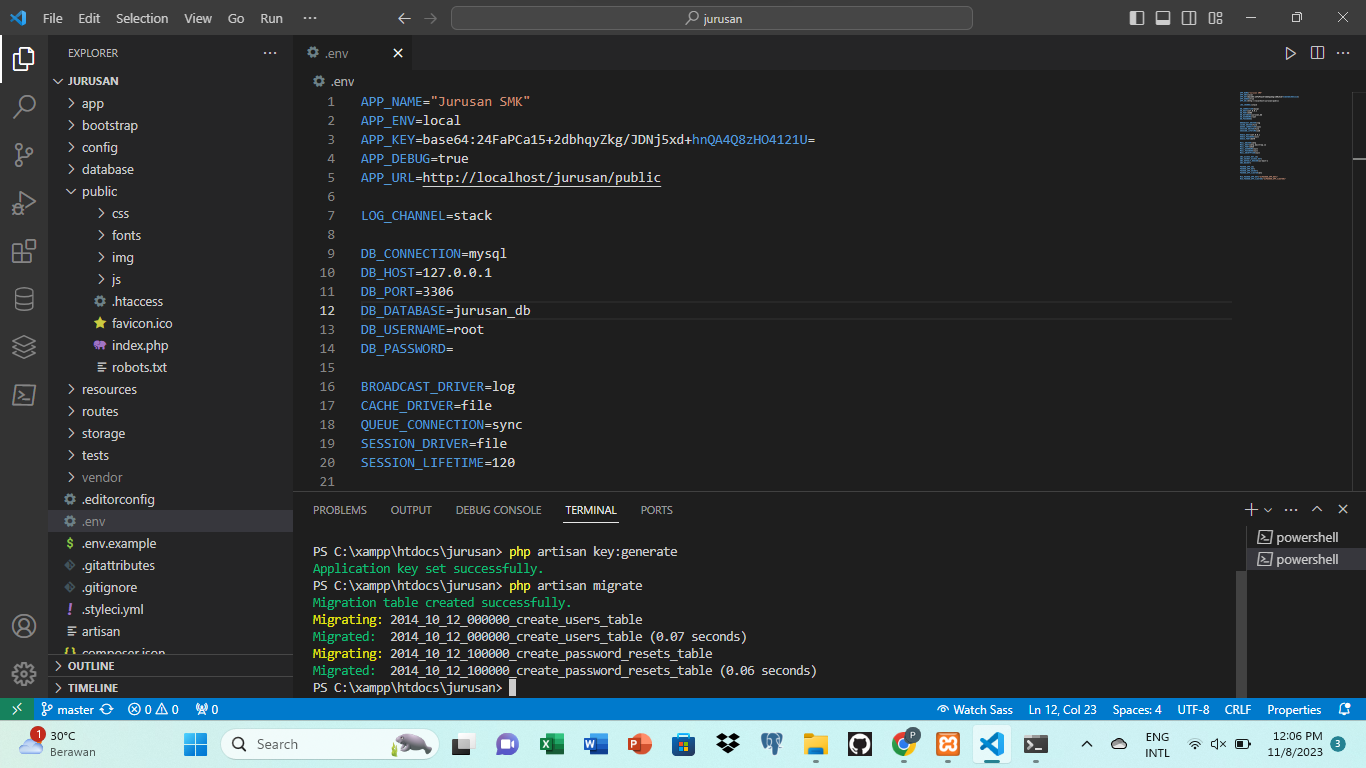 File Edit Selection View Go Run ··· jurusan
EXPLORER ···
JURUSAN
app
bootstrap
config
database
public
css
fonts
img
js
.htaccess
favicon.ico
index.php
robots.txt
resources
routes
storage
tests
vendor
.editorconfig
.env
.env.example
.gitattributes
.gitignore
.styleci.yml
artisan
composer.json
OUTLINE
TIMELINE
.env
.env
1 APP_NAME="Jurusan SMK"
2 APP_ENV=local
3 APP_KEY=base64:24FaPCa15+2dbhqyZkg/JDNj5xd+hnQA4Q8zHO4121U=
4 APP_DEBUG=true
5 APP_URL=http://localhost/jurusan/public
6
7 LOG_CHANNEL=stack
8
9 DB_CONNECTION=mysql
10 DB_HOST=127.0.0.1
11 DB_PORT=3306
12 DB_DATABASE=jurusan_db
13 DB_USERNAME=root
14 DB_PASSWORD=
15
16 BROADCAST_DRIVER=log
17 CACHE_DRIVER=file
18 QUEUE_CONNECTION=sync
19 SESSION_DRIVER=file
20 SESSION_LIFETIME=120
21
PROBLEMS OUTPUT DEBUG CONSOLE TERMINAL PORTS
PS C:\xampp\htdocs\jurusan> php artisan key:generate
Application key set successfully.
PS C:\xampp\htdocs\jurusan> php artisan migrate
Migration table created successfully.
Migrating: 2014_10_12_000000_create_users_table
Migrated:  2014_10_12_000000_create_users_table (0.07 seconds)
Migrating: 2014_10_12_100000_create_password_resets_table
Migrated:  2014_10_12_100000_create_password_resets_table (0.06 seconds)
PS C:\xampp\htdocs\jurusan>
powershell
powershell
master 0 0 0 Watch Sass Ln 12, Col 23 Spaces: 4 UTF-8 CRLF Properties
1 30°C
Berawan
Search
P
ENG
INTL
12:06 PM
11/8/2023
3